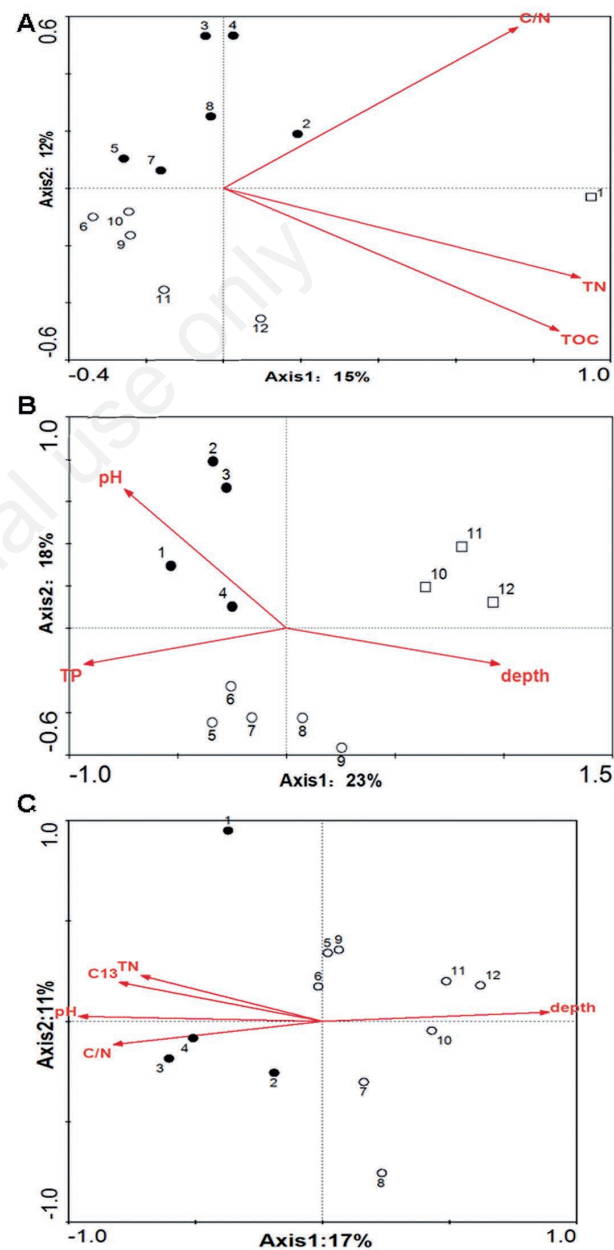 A
0.6
3 4
C/N
8
2
5
7
Axis2: 12%
1
6
10
9
11
12
TN
TOC
-0.6
-0.4
Axis1: 15%
1.0
B
1.0
2
3
pH
1
4
11
10
12
Axis2: 18%
TP
depth
6
5
7
8
9
-0.6
-1.0
Axis1: 23%
1.5
C
1.0
1
5 9
TN
C13
6
11
12
pH
depth
C/N
4
3
2
10
7
8
Axis2:11%
-1.0
-1.0
Axis1:17%
1.0
nal use only